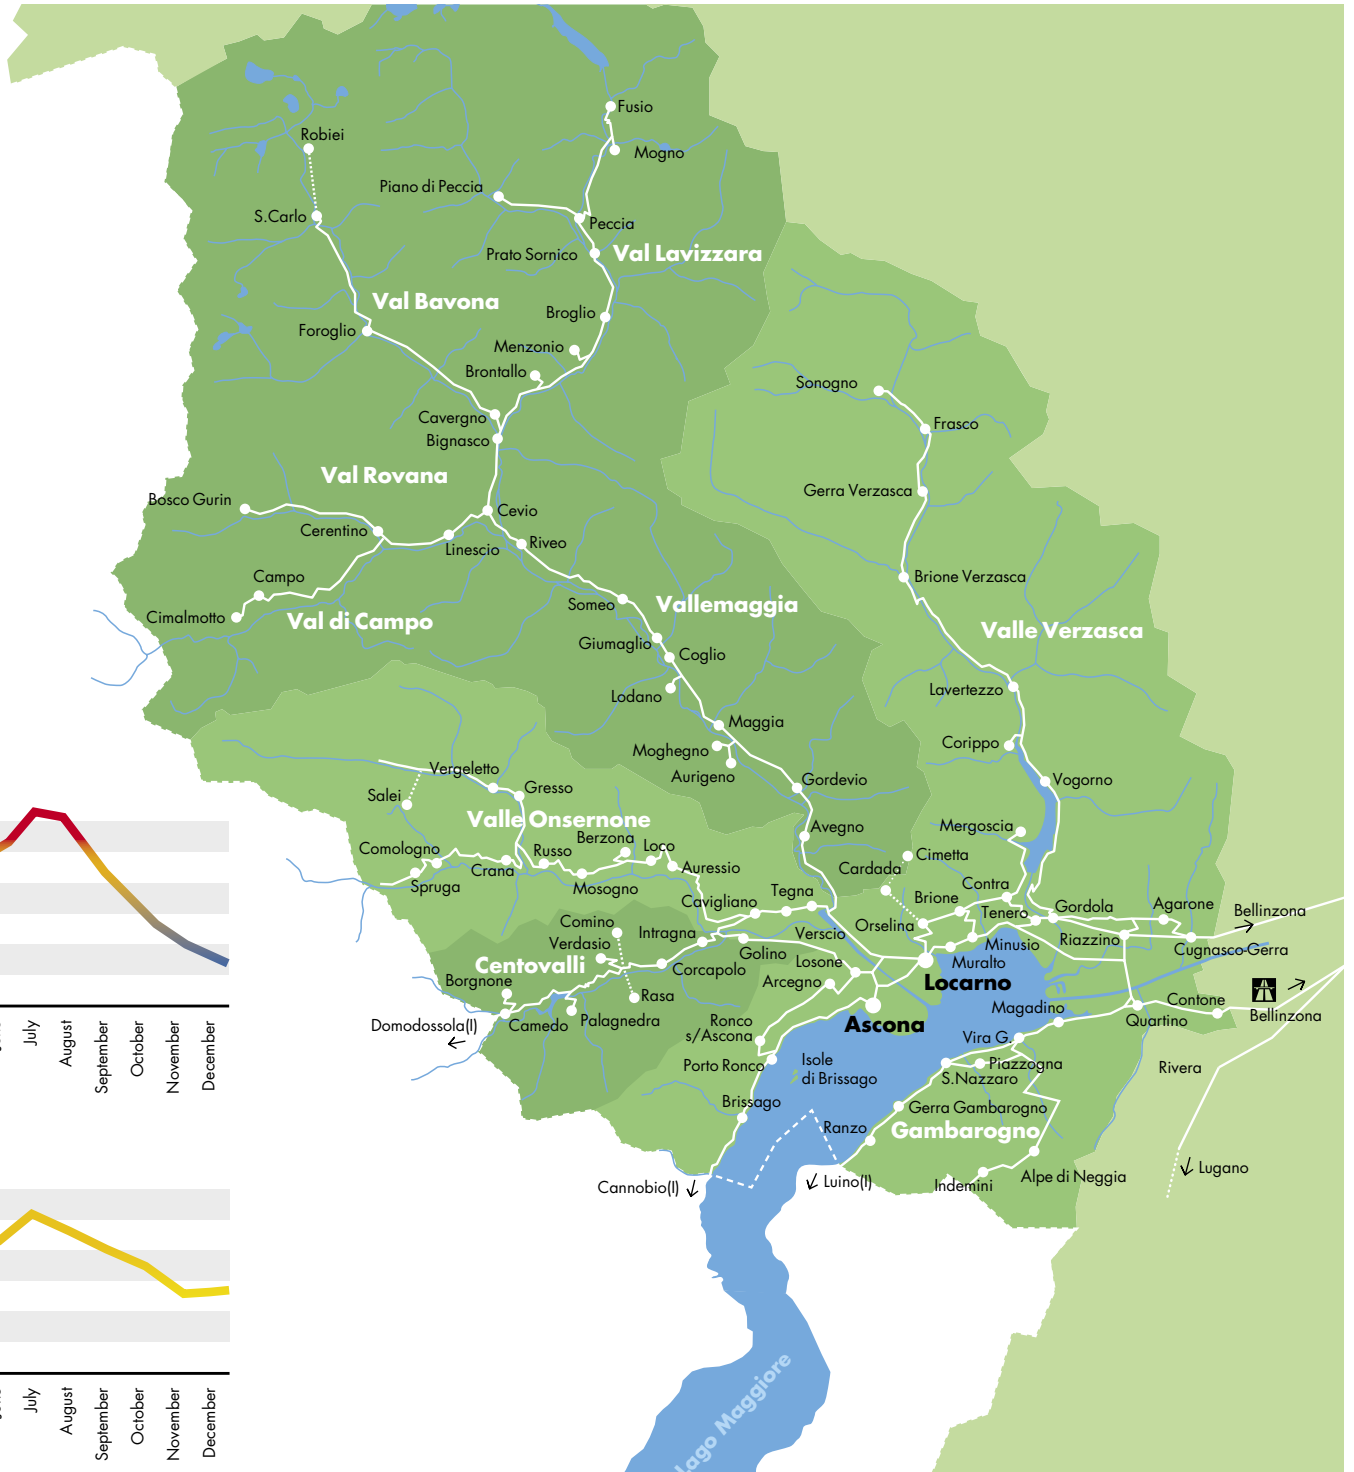 Fusio
Robiei
Mogno
Piano di Peccia
S.Carlo
Peccia
Prato Sornico
Val Lavizzara
Val Bavona
Broglio
Foroglio
Menzonio
Brontallo
Sonogno
Cavergno
Frasco
Bignasco
Val Rovana
Gerra Verzasca
Bosco Gurin
Cevio
Cerentino
Riveo
Linescio
Campo
Brione Verzasca
Someo
Vallemaggia
Cimalmotto
Val di Campo
Valle Verzasca
Giumaglio
Coglio
Lodano
Lavertezzo
Maggia
Corippo
Moghegno
Vergeletto
Aurigeno
Gordevio
Vogorno
Salei
Gresso
Valle Onsernone
Mergoscia
Avegno
Berzona
Comologno
Russo
Loco
Cimetta
Crana
Auressio
Cardada
Spruga
Mosogno
Tegna
Contra
Cavigliano
Brione
Tenero
Gordola
Agarone
Bellinzona
Comino
Intragna
Verscio
Orselina
Verdasio
Minusio
Riazzino
Cugnasco-Gerra
Golino
Losone
Muralto
Centovalli
Corcapolo
Borgnone
Arcegno
Locarno
Rasa
Contone
Magadino
Bellinzona
Domodossola(I)
Camedo
Palagnedra
Ronco
s/Ascona
Ascona
Quartino
Vira G.
Porto Ronco
Isole
di Brissago
Piazzogna
S.Nazzaro
Rivera
Brissago
Gerra Gambarogno
Ranzo
Gambarogno
Lugano
Cannobio(I)
Luino(I)
Indemini
Alpe di Neggia
Lago Maggiore
July
August
September
October
November
December
July
August
September
October
November
December